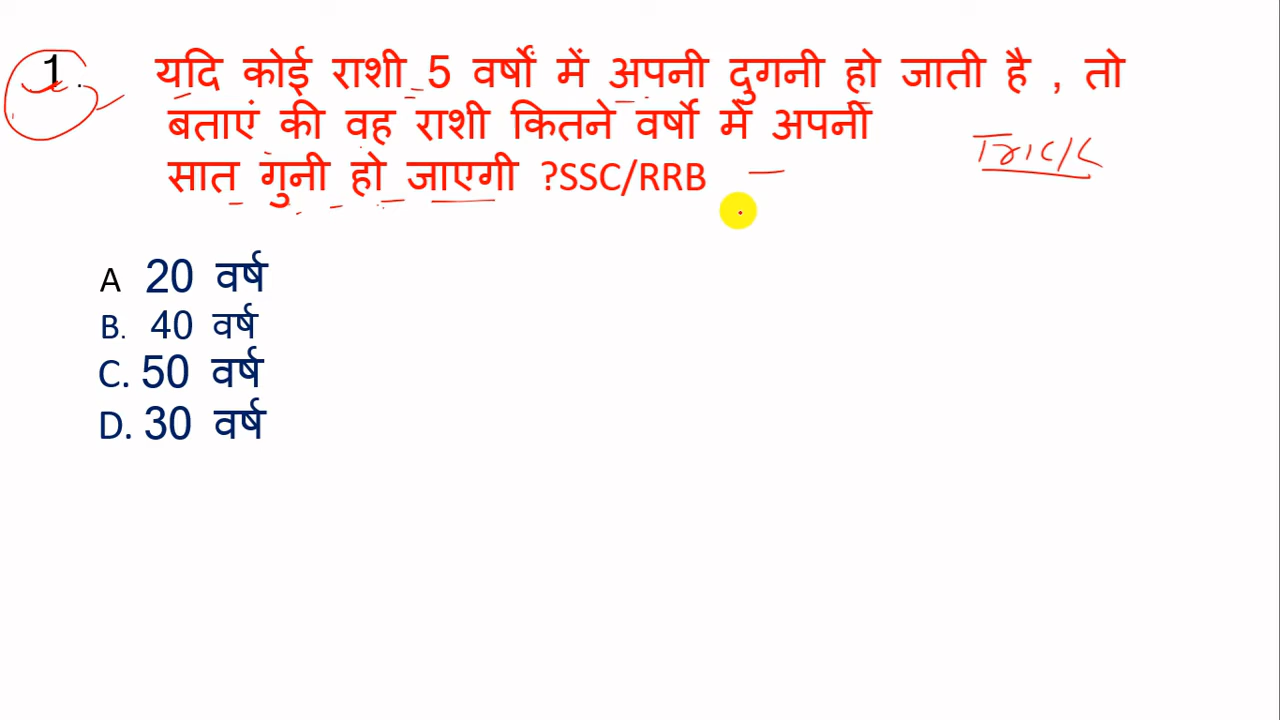 1. यदि कोई राशी 5 वर्षों में अपनी दुगनी हो जाती है , तो
बताएं की वह राशी कितने वर्षो में अपनी
सात गुनी हो जाएगी ?SSC/RRB
Trick
A 20 वर्ष
B. 40 वर्ष
C. 50 वर्ष
D. 30 वर्ष